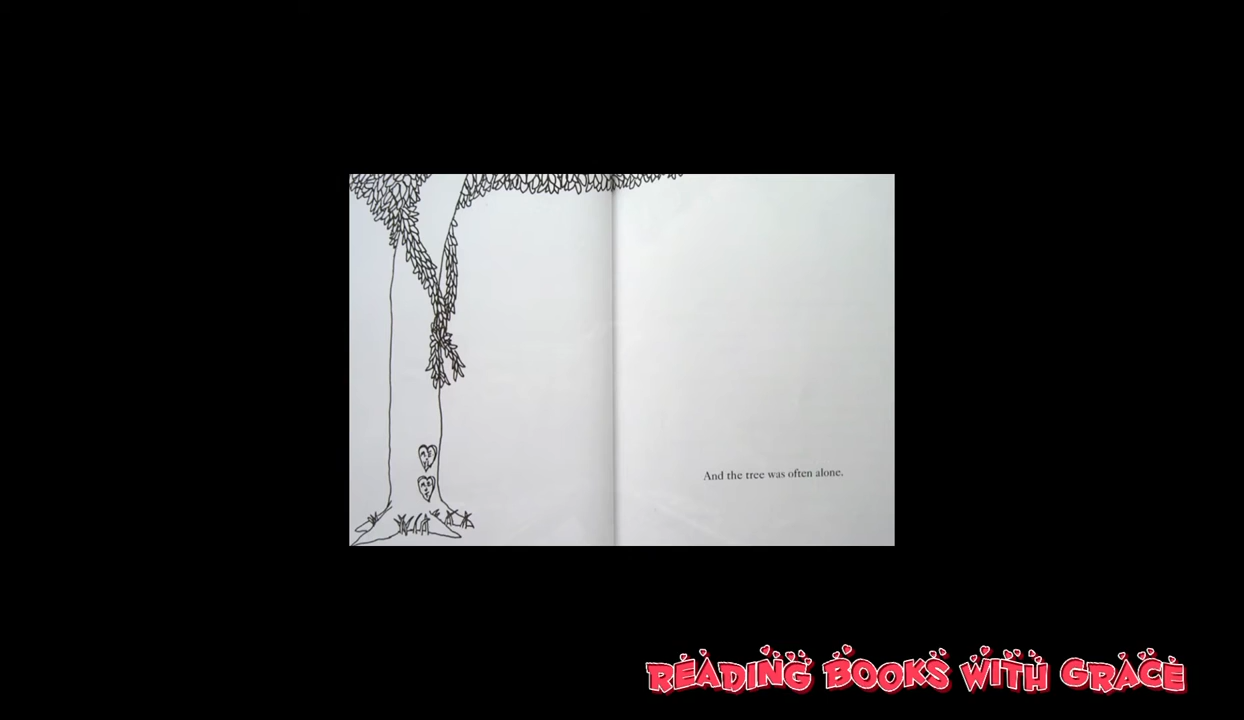 And the tree was often alone.
READING BOOKS WITH GRACE